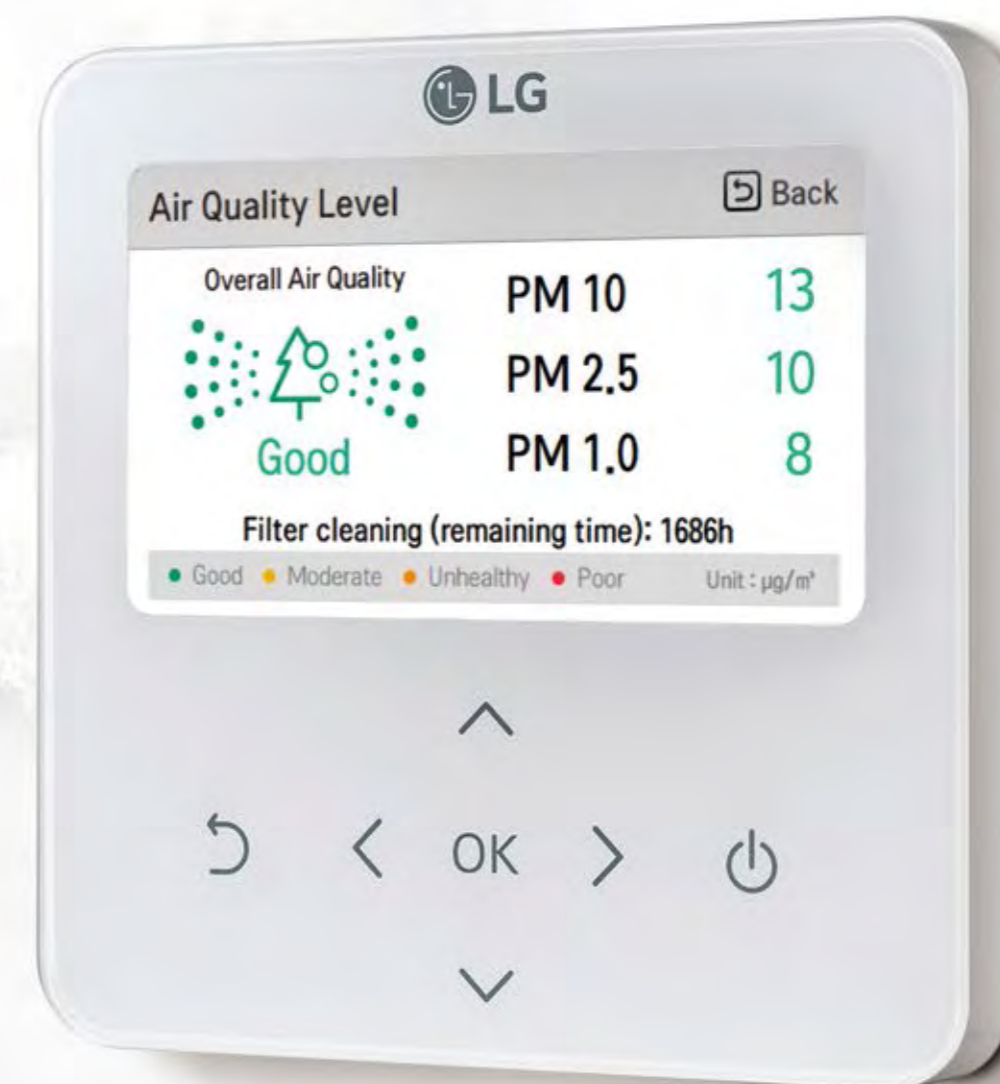 LG
Air Quality Level Back
Overall Air Quality
Good
PM 10 13
PM 2.5 10
PM 1.0 8
Filter cleaning (remaining time): 1686h
Good Moderate Unhealthy Poor Unit : μg/m³
OK